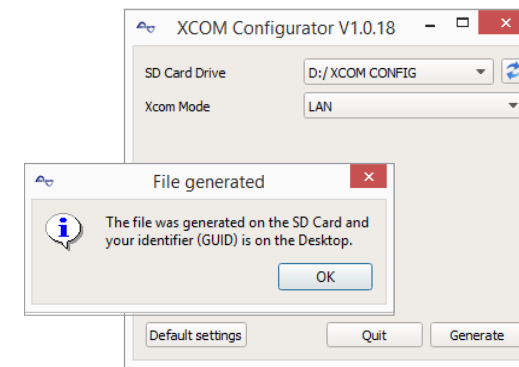 XCOM Configurator V1.0.18
SD Card Drive
D:/XCOM CONFIG
Xcom Mode
LAN
File generated
The file was generated on the SD Card and
your identifier (GUID) is on the Desktop.
OK
Default settings
Quit
Generate